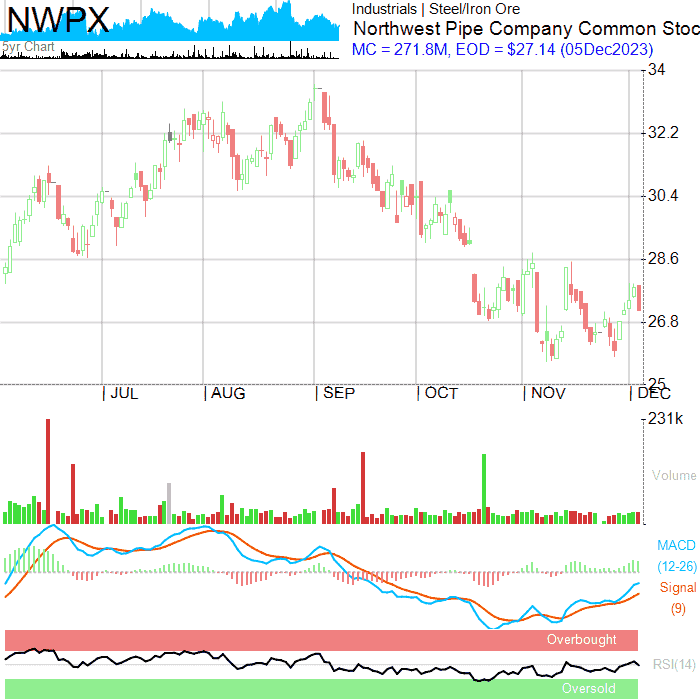 NWPX
5yr Chart
Industrials | Steel/Iron Ore
Northwest Pipe Company Common Stoc
MC = 271.8M, EOD = $27.14 (05Dec2023)
34
32.2
30.4
28.6
26.8
25
| JUL | AUG | SEP | OCT | NOV | DEC
231k
Volume
MACD
(12-26)
Signal
(9)
Overbought
RSI(14)
Oversold